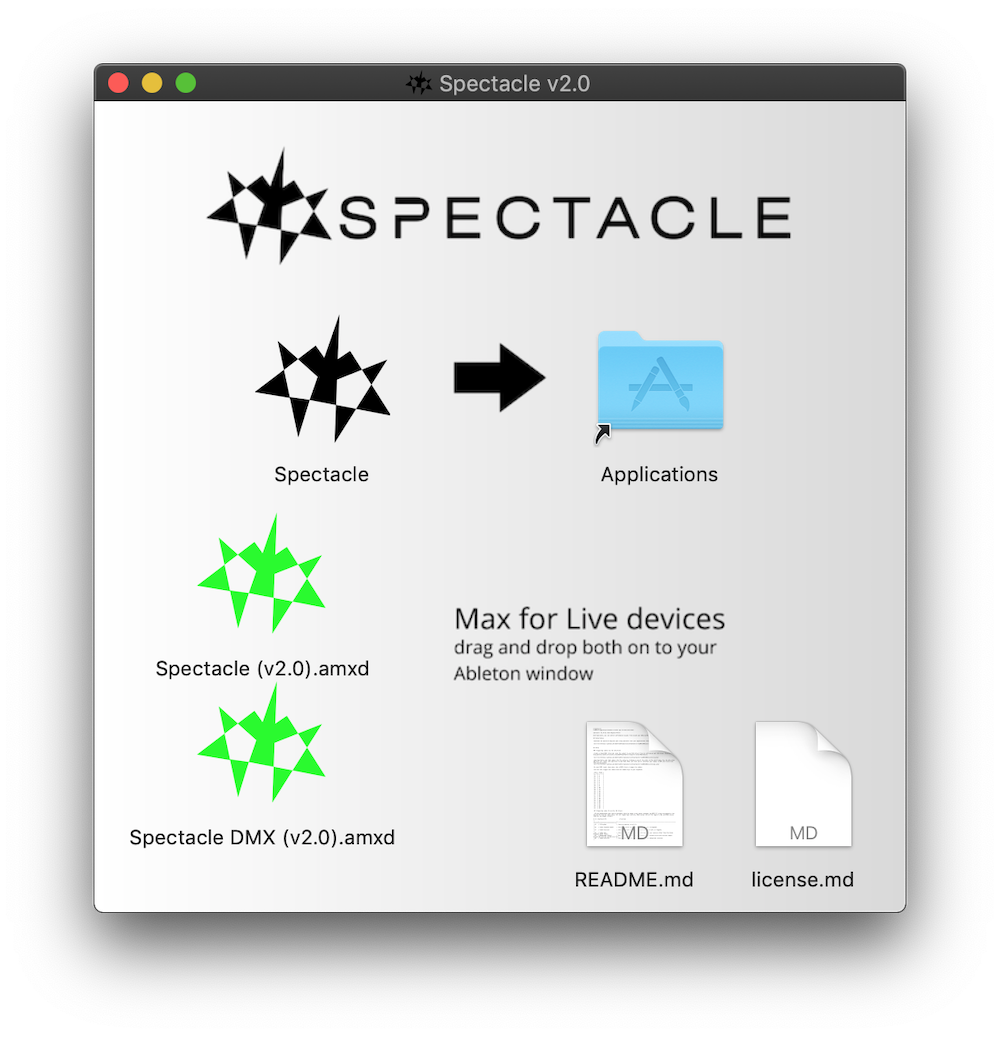 Spectacle v2.0
SPECTACLE
Spectacle
Applications
Spectacle (v2.0).amxd
Max for Live devices
drag and drop both on to your
Ableton window
Spectacle DMX (v2.0).amxd
MD
MD
README.md
license.md